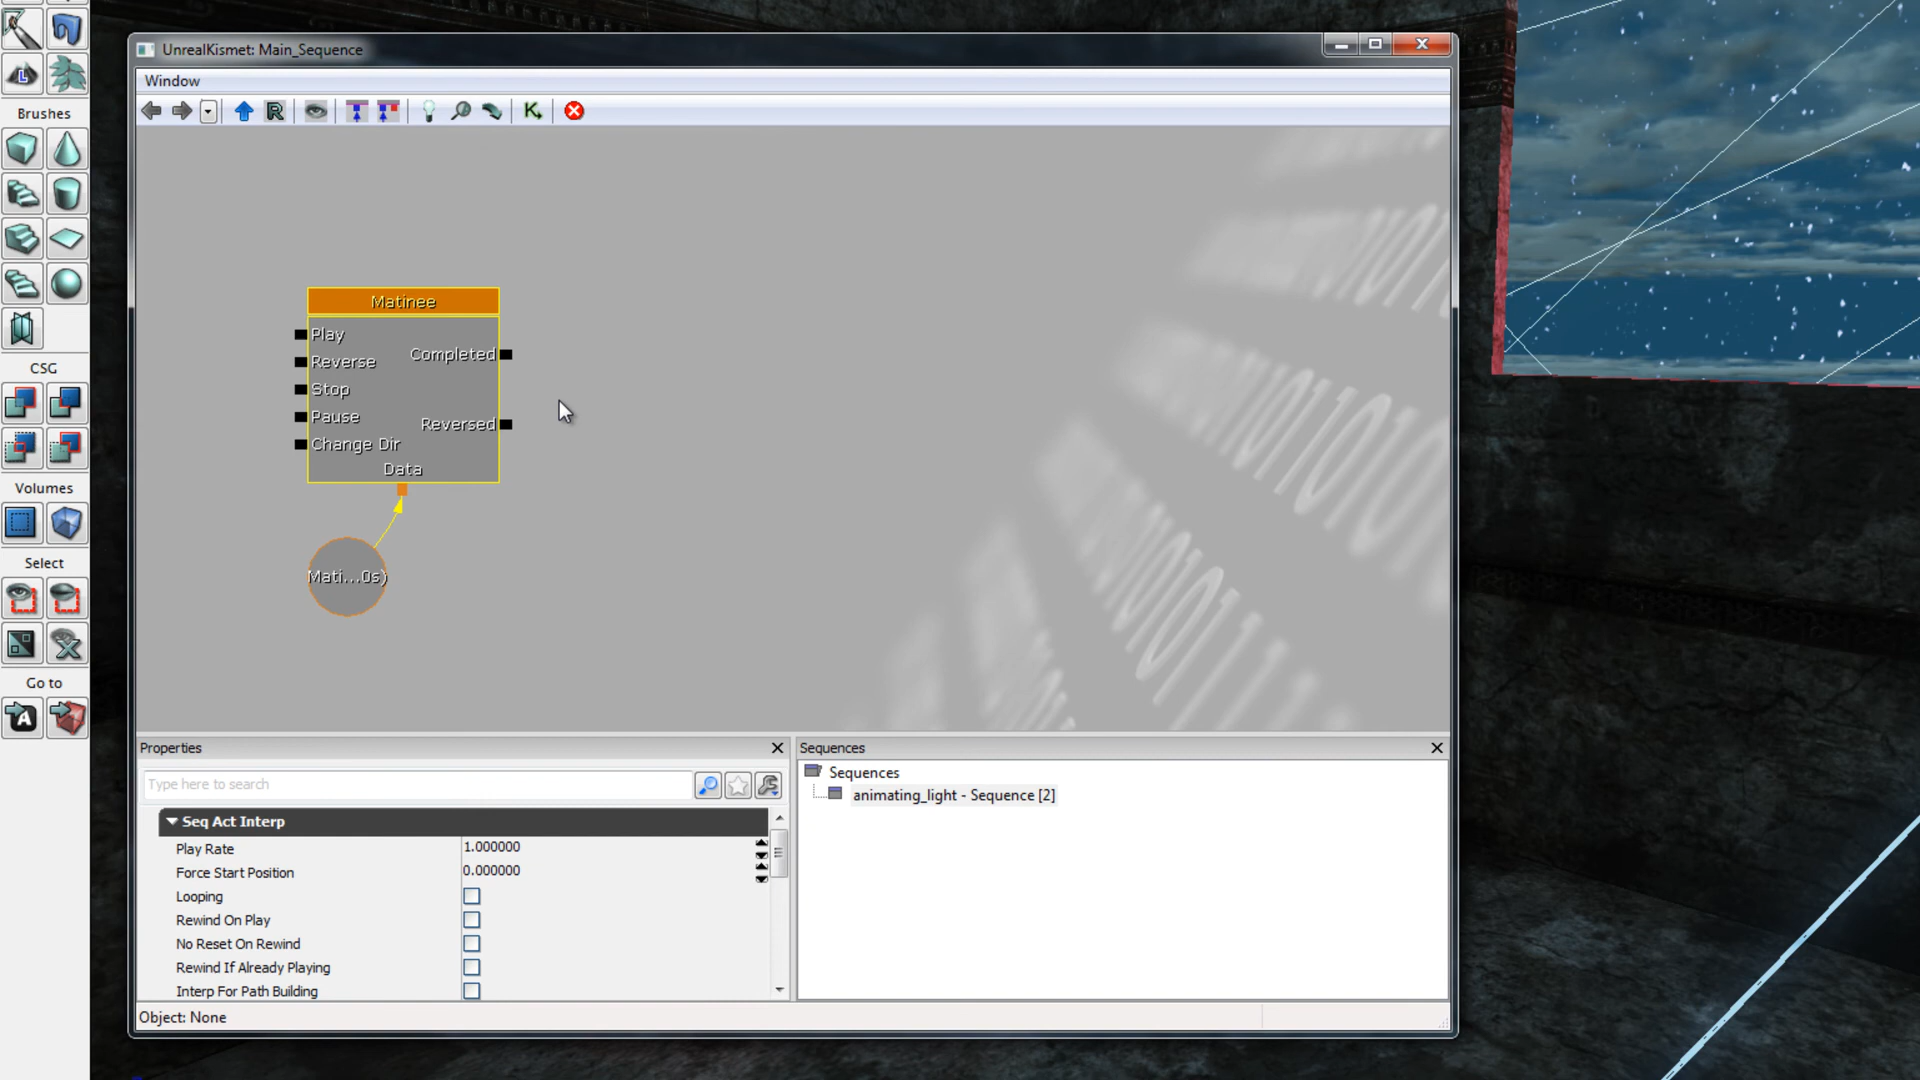 UnrealKismet: Main_Sequence
Window
Brushes
CSG
Volumes
Select
Go to
Matinee
Play
Reverse
Stop
Pause
Change Dir
Completed
Reversed
Data
Mati...0s)
Properties
Type here to search
Seq Act Interp
Play Rate 1.000000
Force Start Position 0.000000
Looping
Rewind On Play
No Reset On Rewind
Rewind If Already Playing
Interp For Path Building
Sequences
Sequences
animating_light - Sequence [2]
Object: None